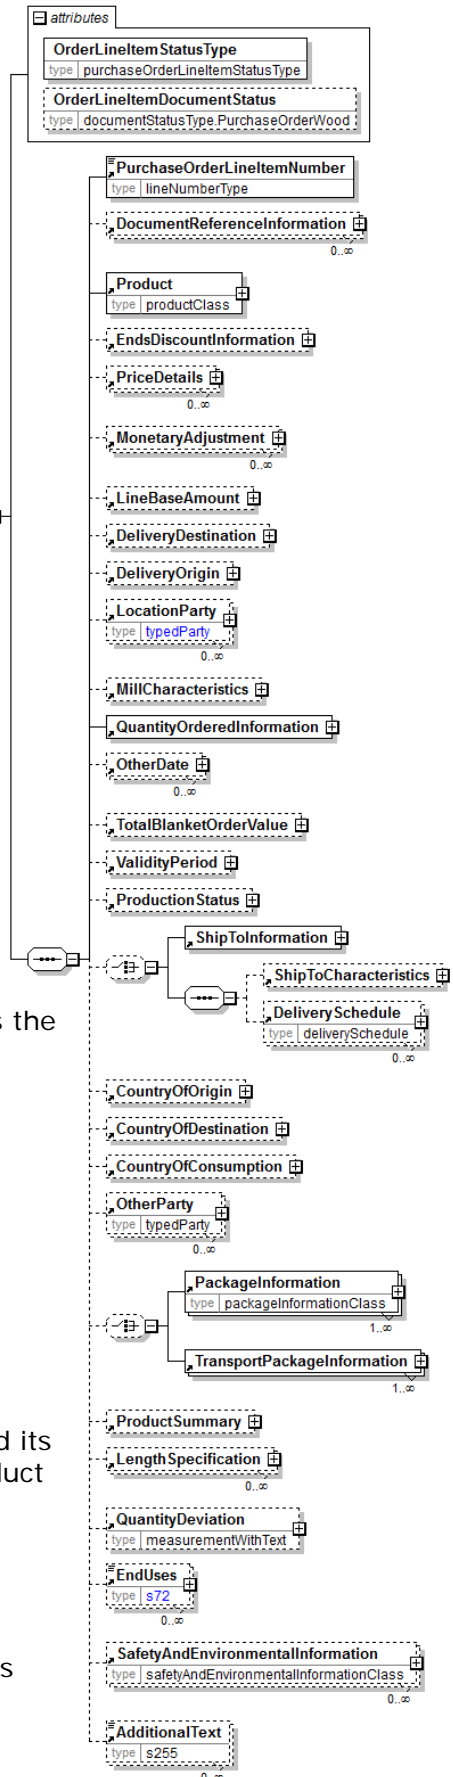 attributes
OrderLineItemStatusType
type purchaseOrderLineItemStatusType
OrderLineItemDocumentStatus
type documentStatusType.PurchaseOrderWood
PurchaseOrderLineItemNumber
type lineNumberType
DocumentReferenceInformation
0..∞
Product
type productClass
EndsDiscountInformation
PriceDetails
0..∞
MonetaryAdjustment
0..∞
LineBaseAmount
DeliveryDestination
DeliveryOrigin
LocationParty
type typedParty
0..∞
MillCharacteristics
QuantityOrderedInformation
OtherDate
0..∞
TotalBlanketOrderValue
ValidityPeriod
ProductionStatus
ShipToInformation
ShipToCharacteristics
DeliverySchedule
s the
type deliverySchedule
0..∞
CountryOfOrigin
CountryOfDestination
CountryOfConsumption
OtherParty
type typedParty
0..∞
PackageInformation
type packageInformationClass
1..∞
TransportPackageInformation
1..∞
ProductSummary
d its
LengthSpecification
duct
0..∞
QuantityDeviation
type measurementWithText
EndUses
type s72
0..∞
SafetyAndEnvironmentalInformation
s
type safetyAndEnvironmentalInformationClass
0..∞
AdditionalText
type s255
0..∞